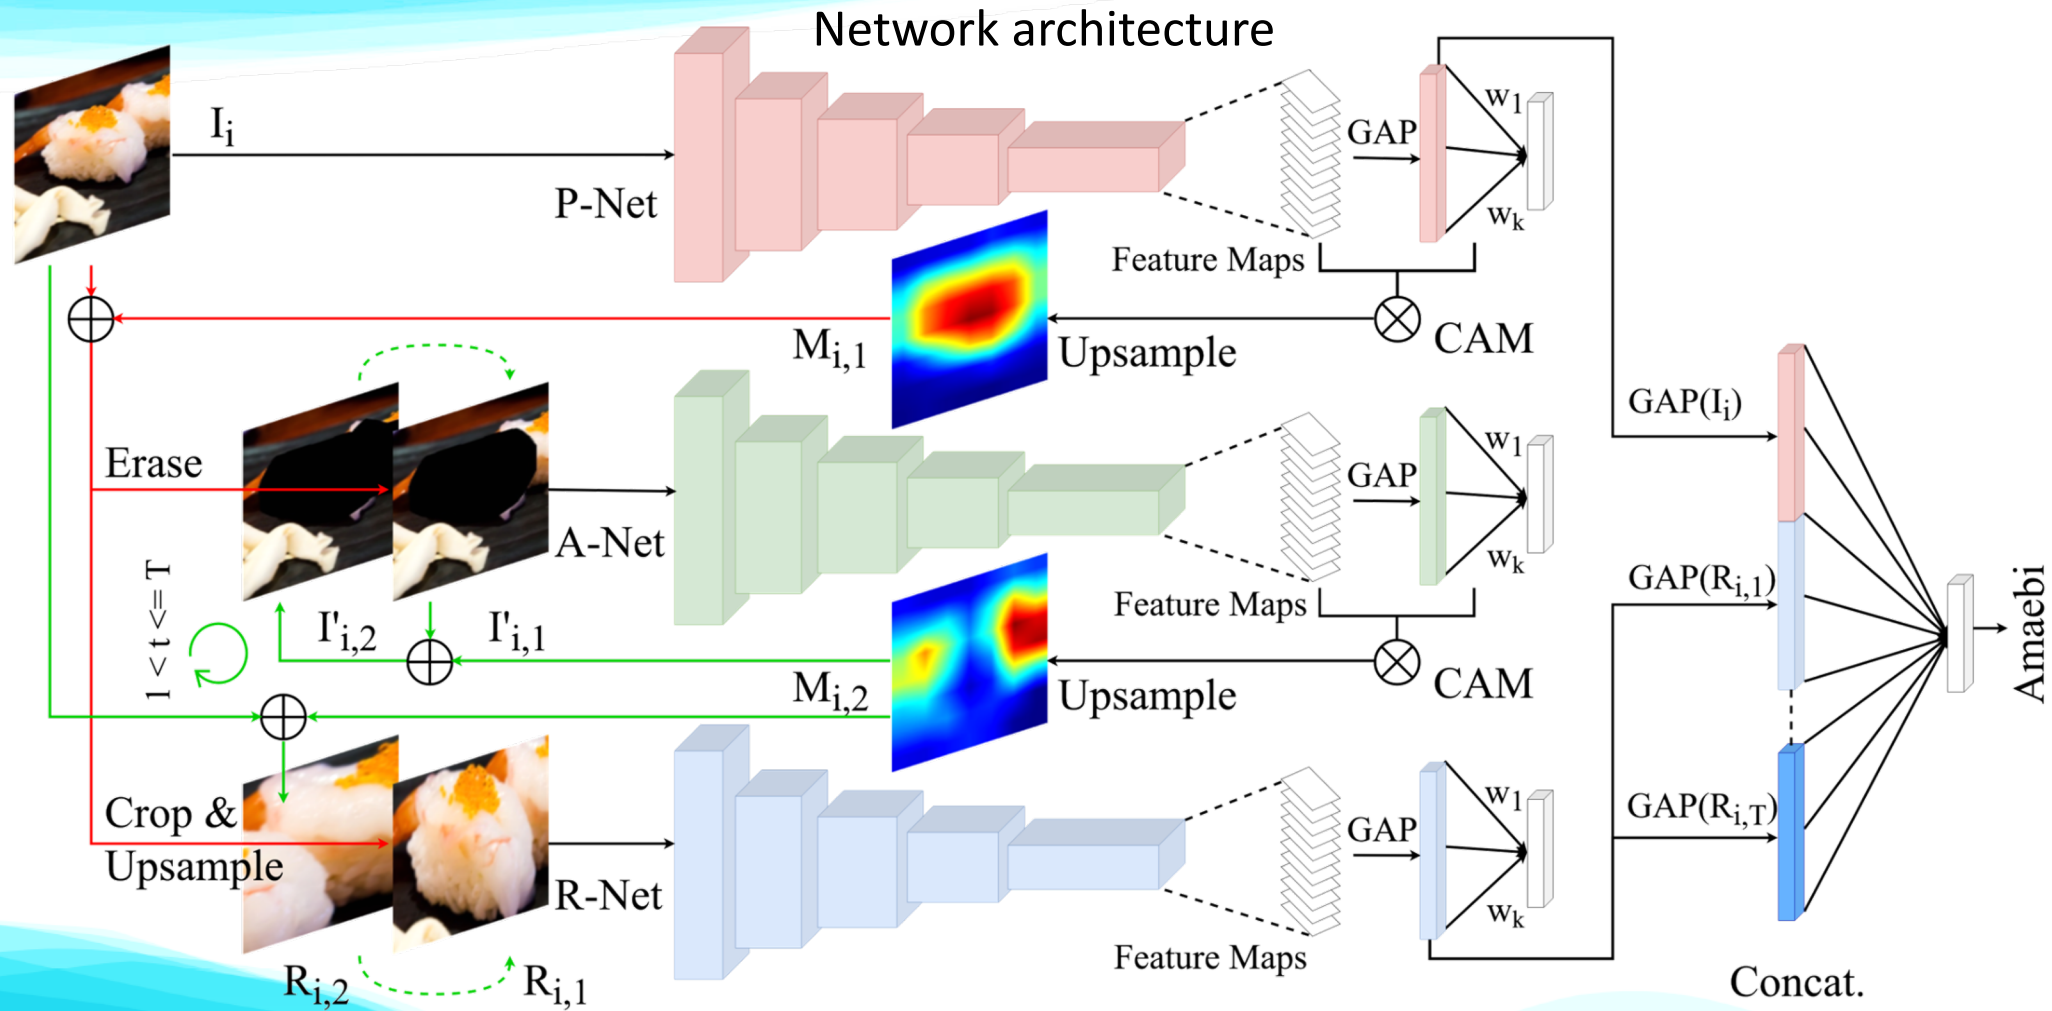 Network architecture
I_i
P-Net
GAP
w_1
w_k
Feature Maps
M_i,1
Upsample
CAM
Erase
A-Net
GAP
w_1
w_k
Feature Maps
I'_i,2
I'_i,1
1 < t <= T
M_i,2
Upsample
CAM
Crop &
Upsample
R-Net
GAP
w_1
w_k
Feature Maps
R_i,2
R_i,1
GAP(I_i)
GAP(R_i,1)
GAP(R_i,T)
Amaebi
Concat.